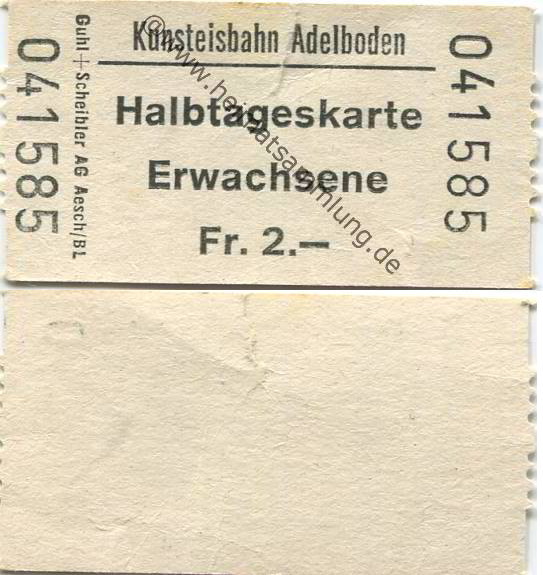 Kunsteisbahn Adelboden
Halbtageskarte
Erwachsene
Fr. 2.—
041585
Guhl + Scheibler AG Aesch/BL
041585
©www.heimatsammlung.de